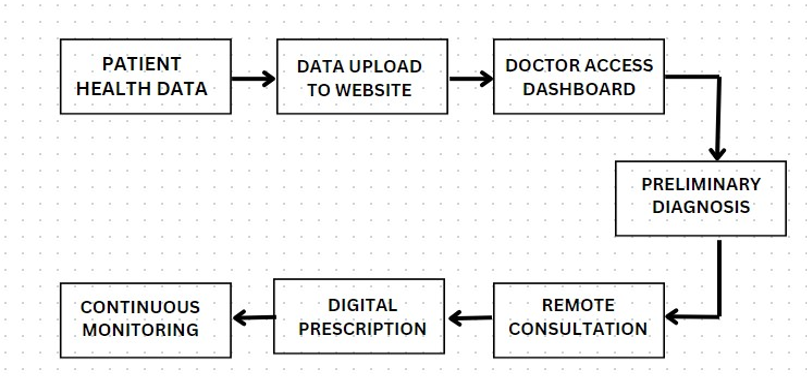 PATIENT
HEALTH DATA
DATA UPLOAD
TO WEBSITE
DOCTOR ACCESS
DASHBOARD
PRELIMINARY
DIAGNOSIS
REMOTE
CONSULTATION
DIGITAL
PRESCRIPTION
CONTINUOUS
MONITORING